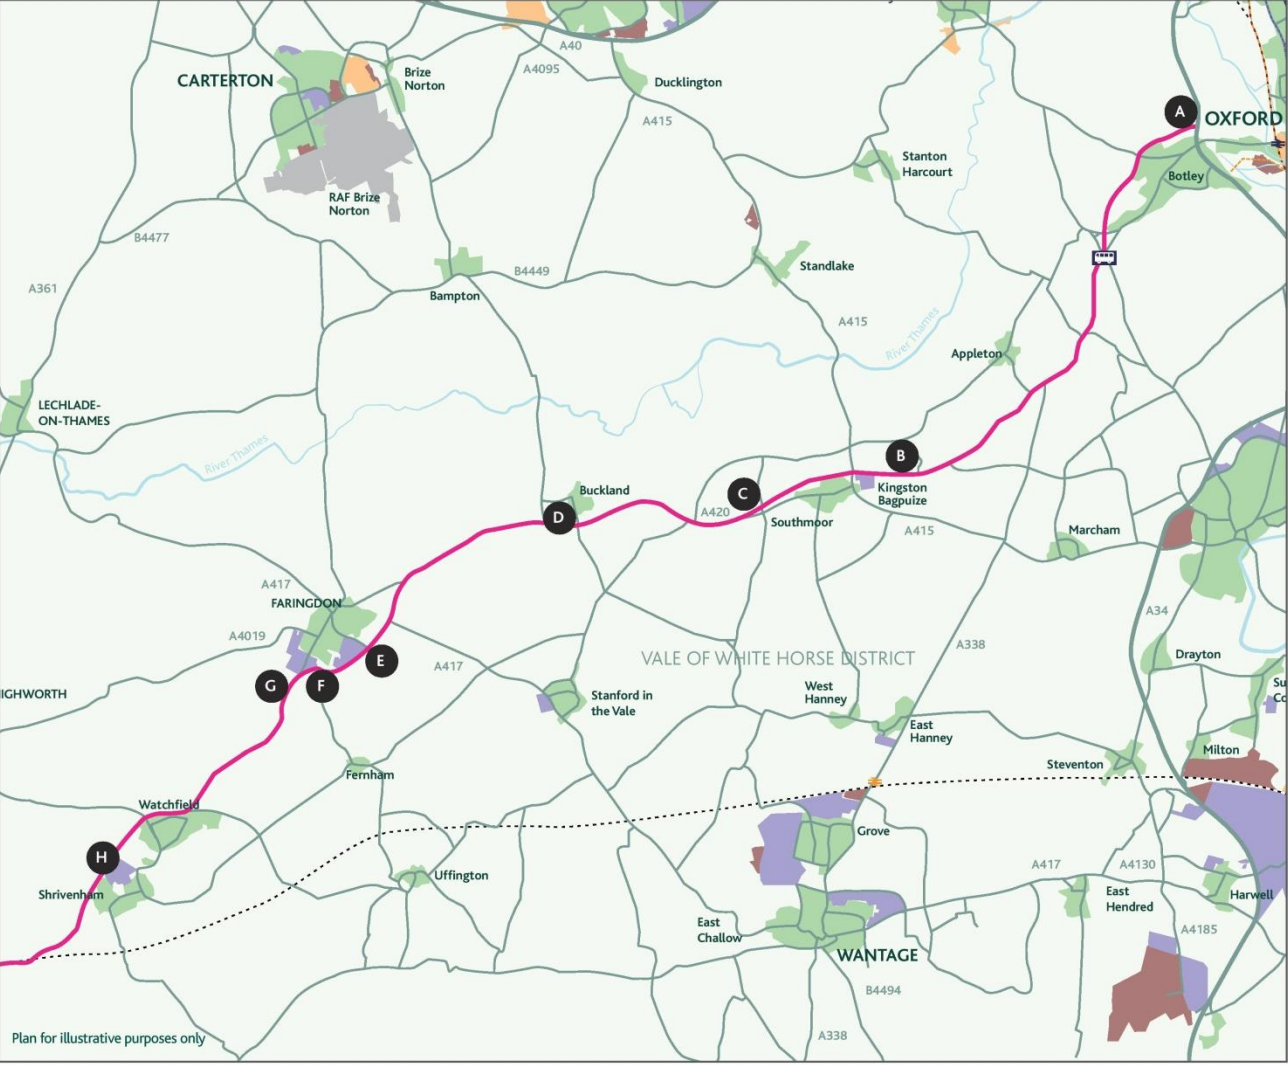 A40
A4095
CARTERTON
Brize
Norton
Ducklington
A415
A
OXFORD
Stanton
Harcourt
Botley
RAF Brize
Norton
B4477
Standlake
B4449
Bampton
A361
A415
River Thames
Appleton
LECHLADE-
ON-THAMES
River Thames
B
Kingston
Bagpuize
C
Buckland
A420
Southmoor
D
A415
Marcham
A417
FARINGDON
A4019
A34
E
A417
VALE OF WHITE HORSE DISTRICT
A338
Drayton
G
F
IGHWORTH
Stanford in
the Vale
West
Hanney
Su
Co
East
Hanney
Milton
Steventon
Fernham
Watchfield
Grove
H
Shrivenham
Uffington
A417
A4130
East
Hendred
Harwell
East
Challow
A4185
WANTAGE
B4494
A338
Plan for illustrative purposes only